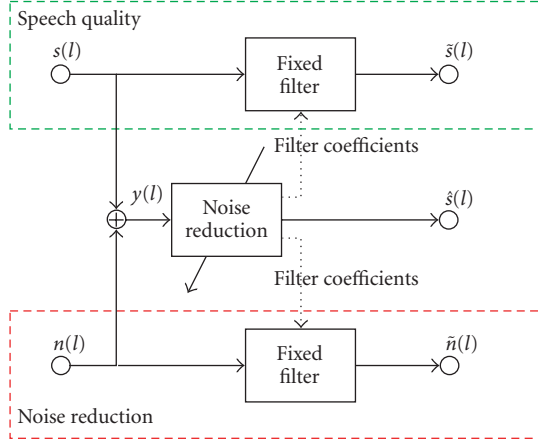 Speech quality
s(l)
Fixed
filter
s̃(l)
Filter coefficients
y(l)
Noise
reduction
ŝ(l)
Filter coefficients
n(l)
Fixed
filter
ñ(l)
Noise reduction